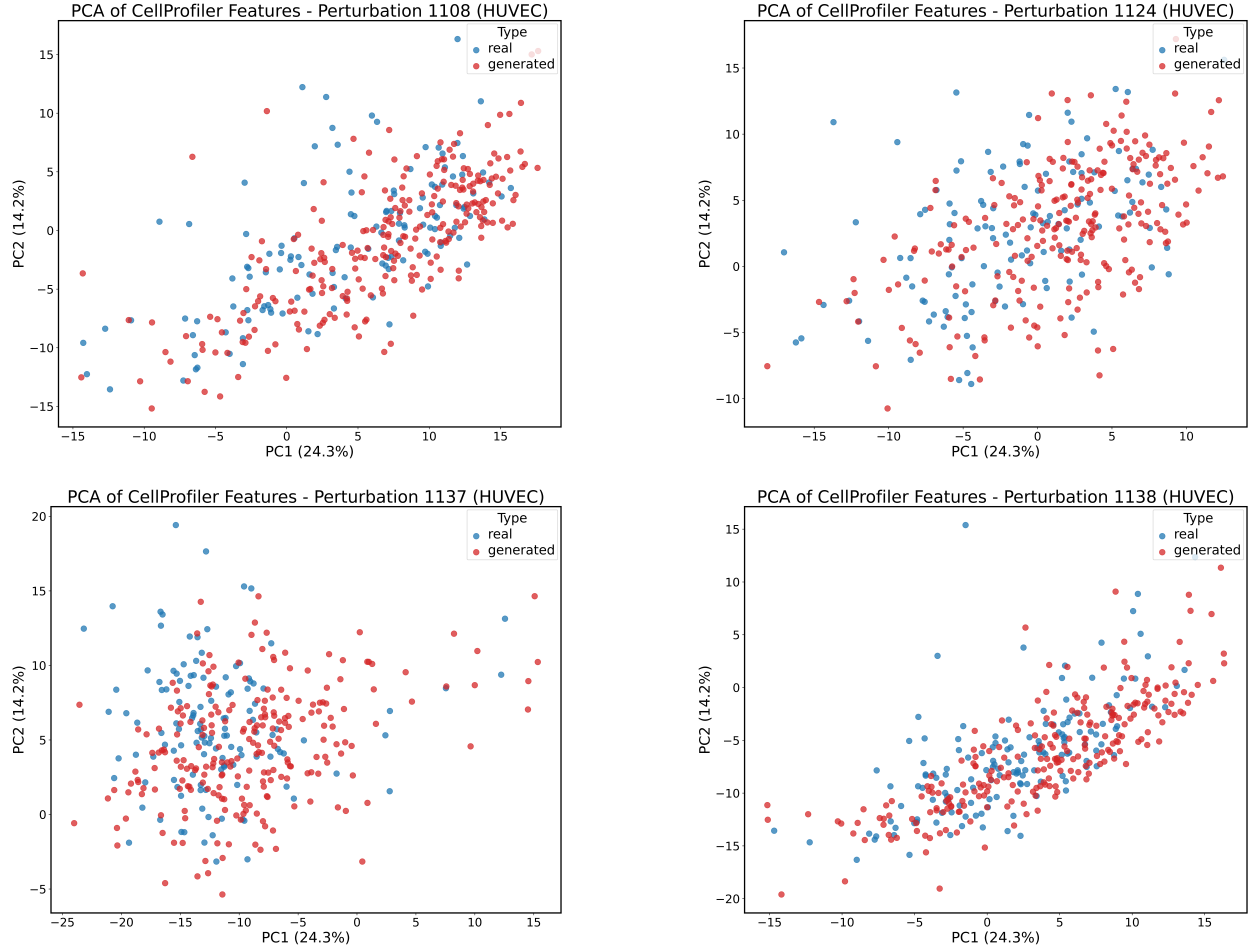 PCA of CellProfiler Features - Perturbation 1108 (HUVEC)
Type
real
generated
15
10
5
0
−5
−10
−15
PC2 (14.2%)
−15 −10 −5 0 5 10 15
PC1 (24.3%)
PCA of CellProfiler Features - Perturbation 1124 (HUVEC)
Type
real
generated
15
10
5
0
−5
−10
PC2 (14.2%)
−15 −10 −5 0 5 10
PC1 (24.3%)
PCA of CellProfiler Features - Perturbation 1137 (HUVEC)
Type
real
generated
20
15
10
5
0
−5
PC2 (14.2%)
−25 −20 −15 −10 −5 0 5 10 15
PC1 (24.3%)
PCA of CellProfiler Features - Perturbation 1138 (HUVEC)
Type
real
generated
15
10
5
0
−5
−10
−15
−20
PC2 (14.2%)
−15 −10 −5 0 5 10 15
PC1 (24.3%)